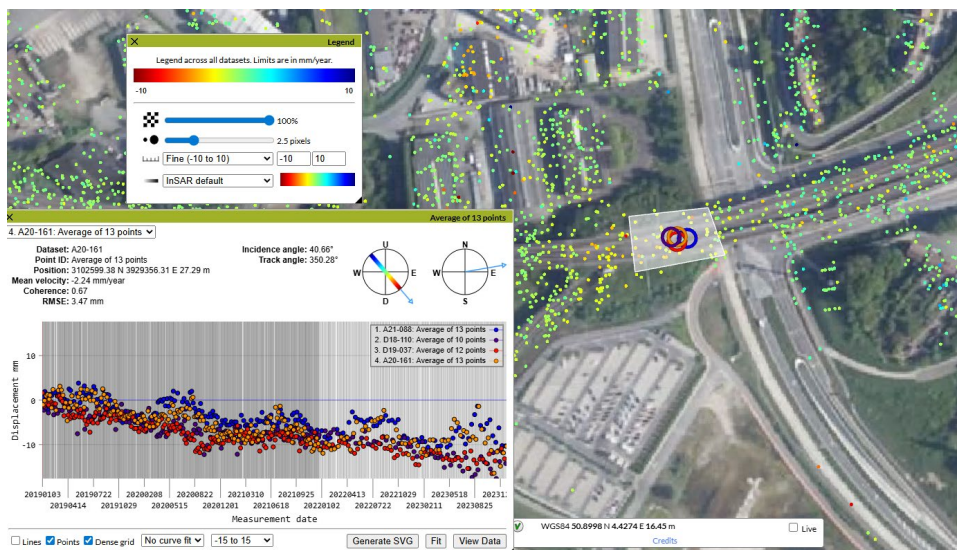 Legend
Legend across all datasets. Limits are in mm/year.
-10 10
100%
2.5 pixels
Fine (-10 to 10) -10 10
InSAR default
Average of 13 points
4. A20-161: Average of 13 points
Dataset: A20-161
Point ID: Average of 13 points
Position: 3102599.38 N 3929356.31 E 27.29 m
Mean velocity: -2.24 mm/year
Coherence: 0.67
RMSE: 3.47 mm
Incidence angle: 40.66°
Track angle: 350.28°
U
W E
D
N
W E
S
1. A21-088: Average of 13 points
2. D18-110: Average of 10 points
3. D19-037: Average of 12 points
4. A20-161: Average of 13 points
Displacement mm
10
0
-10
20190103 20190722 20200208 20200822 20210310 20210925 20220413 20221029 20230518 202312
20190414 20191029 20200515 20201201 20210618 20220102 20220722 20230211 20230825
Measurement date
Lines Points Dense grid No curve fit -15 to 15 Generate SVG Fit View Data
WGS84 50.8998 N 4.4274 E 16.45 m Live
Credits